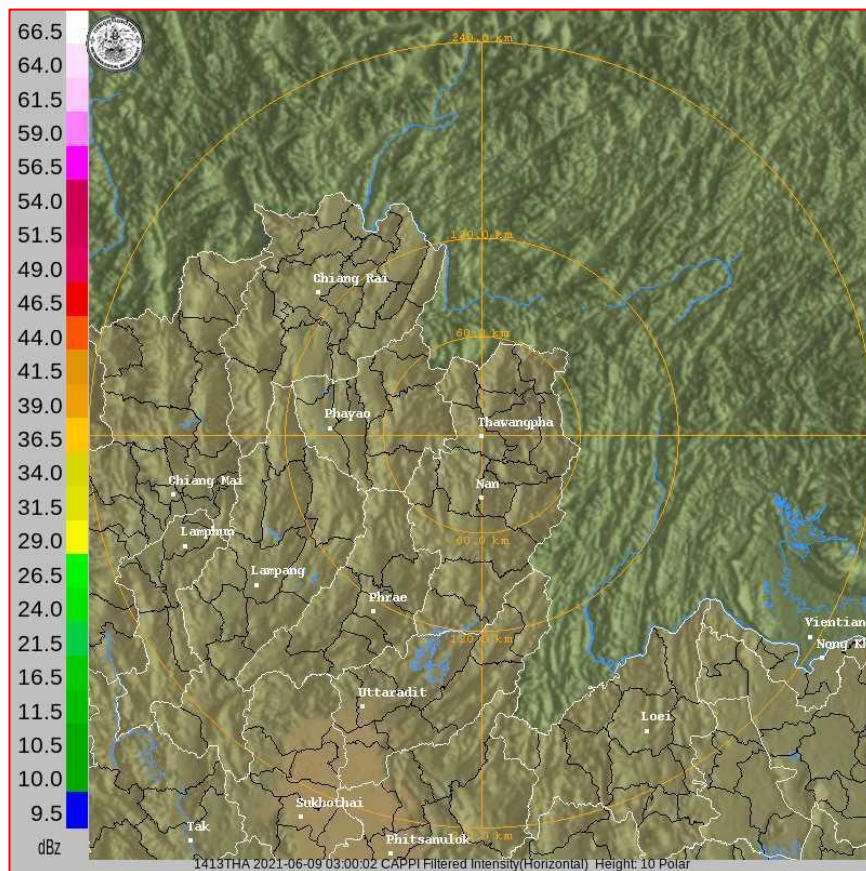 66.5
64.0
61.5
59.0
56.5
54.0
51.5
49.0
46.5
44.0
41.5
39.0
36.5
34.0
31.5
29.0
26.5
24.0
21.5
16.5
11.5
10.5
10.0
9.5
dBz
240.0 km
120.0 km
Chiang Rai
60.0 km
Phayao
Thawangpha
Chiang Mai
Nan
Lamphun
60.0 km
Lampang
Phrae
120.0 km
Vientian
Nong Kh
Uttaradit
Loei
Sukhothai
Tak
Phitsanulok
1413THA 2021-06-09 03:00:02 CAPPI Filtered Intensity(Horizontal) Height: 10 Polar